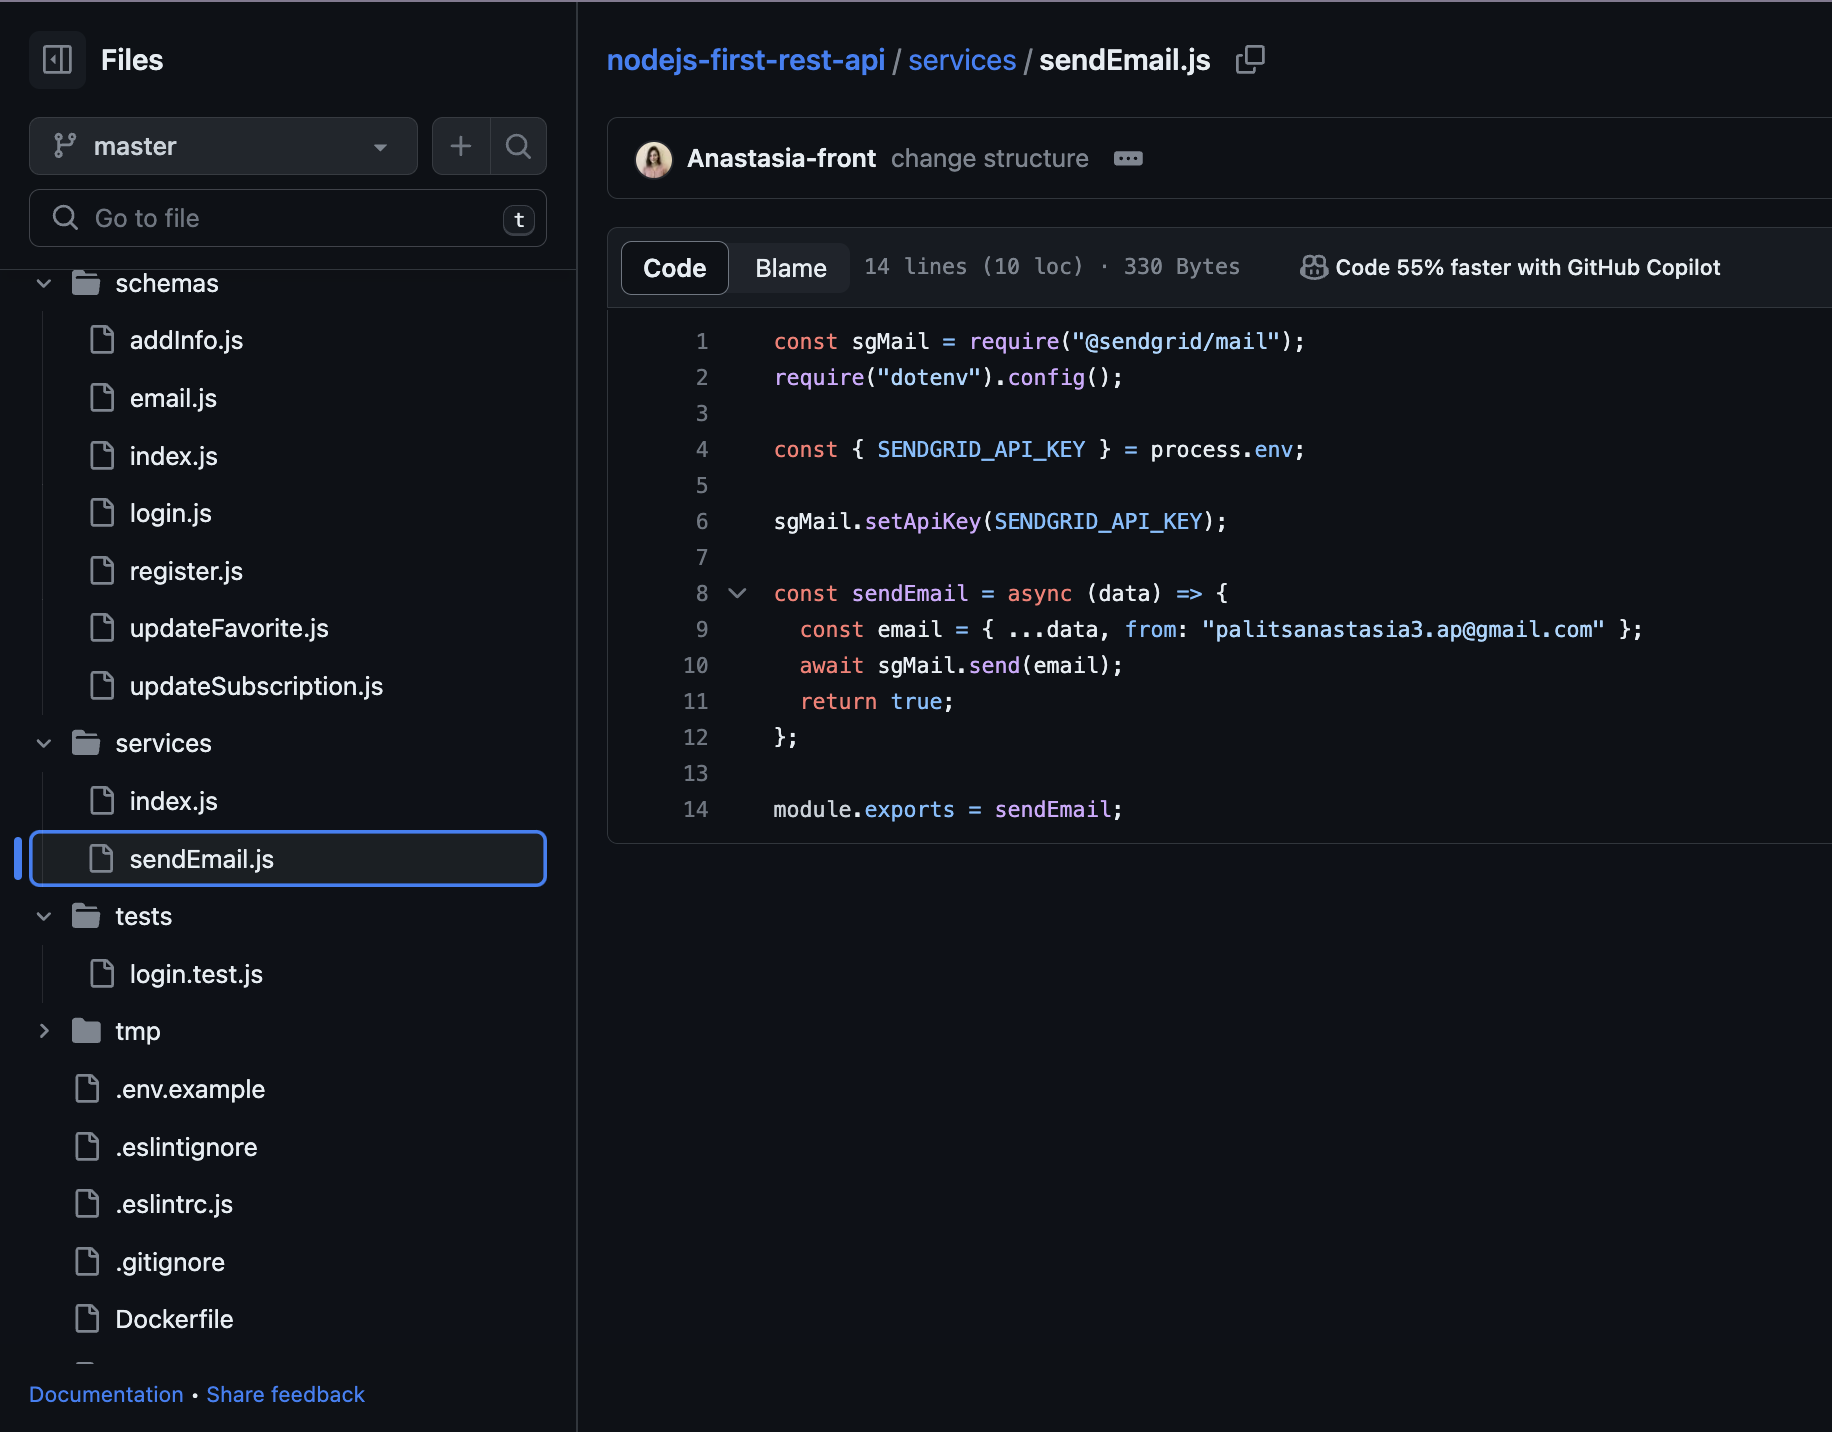 Files
master
Go to file
t
schemas
addInfo.js
email.js
index.js
login.js
register.js
updateFavorite.js
updateSubscription.js
services
index.js
sendEmail.js
tests
login.test.js
tmp
.env.example
.eslintignore
.eslintrc.js
.gitignore
Dockerfile
Documentation • Share feedback
nodejs-first-rest-api / services / sendEmail.js
Anastasia-front change structure
Code Blame 14 lines (10 loc) · 330 Bytes Code 55% faster with GitHub Copilot
1 const sgMail = require("@sendgrid/mail");
2 require("dotenv").config();
3
4 const { SENDGRID_API_KEY } = process.env;
5
6 sgMail.setApiKey(SENDGRID_API_KEY);
7
8 const sendEmail = async (data) => {
9   const email = { ...data, from: "palitsanastasia3.ap@gmail.com" };
10   await sgMail.send(email);
11   return true;
12 };
13
14 module.exports = sendEmail;